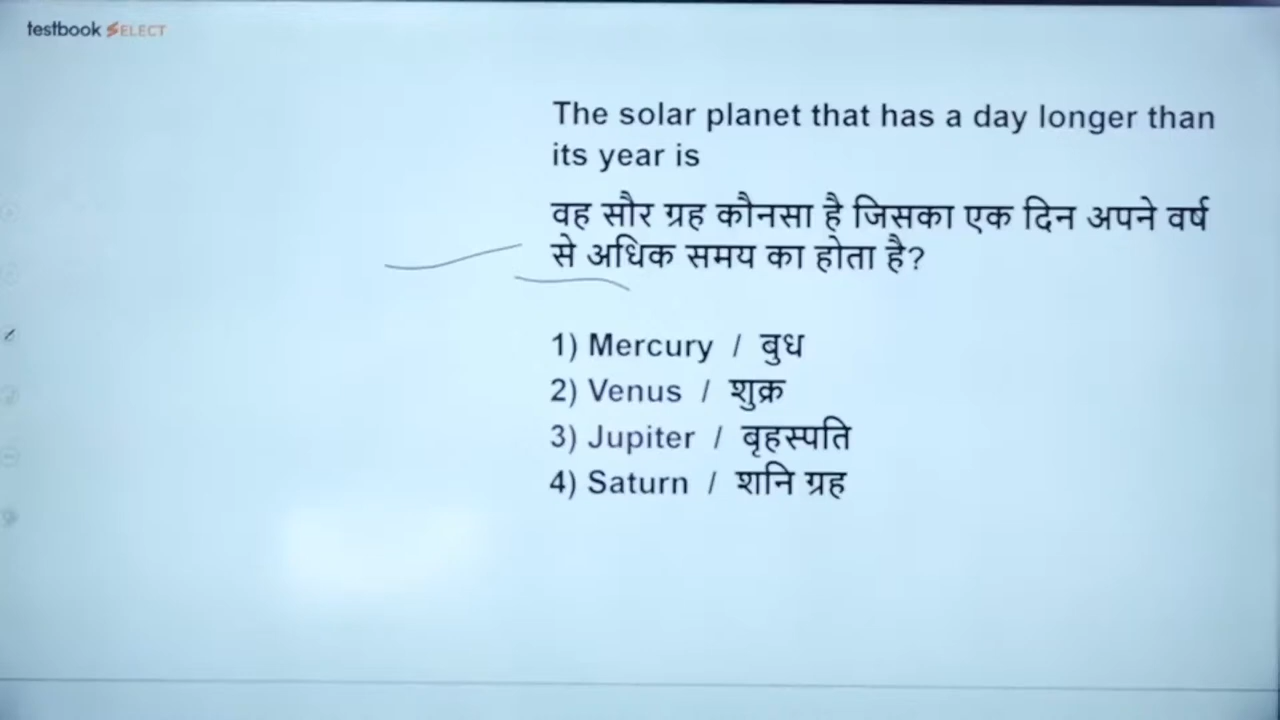 testbook SELECT
The solar planet that has a day longer than
its year is
वह सौर ग्रह कौनसा है जिसका एक दिन अपने वर्ष
से अधिक समय का होता है?
1) Mercury / बुध
2) Venus / शुक्र
3) Jupiter / बृहस्पति
4) Saturn / शनि ग्रह